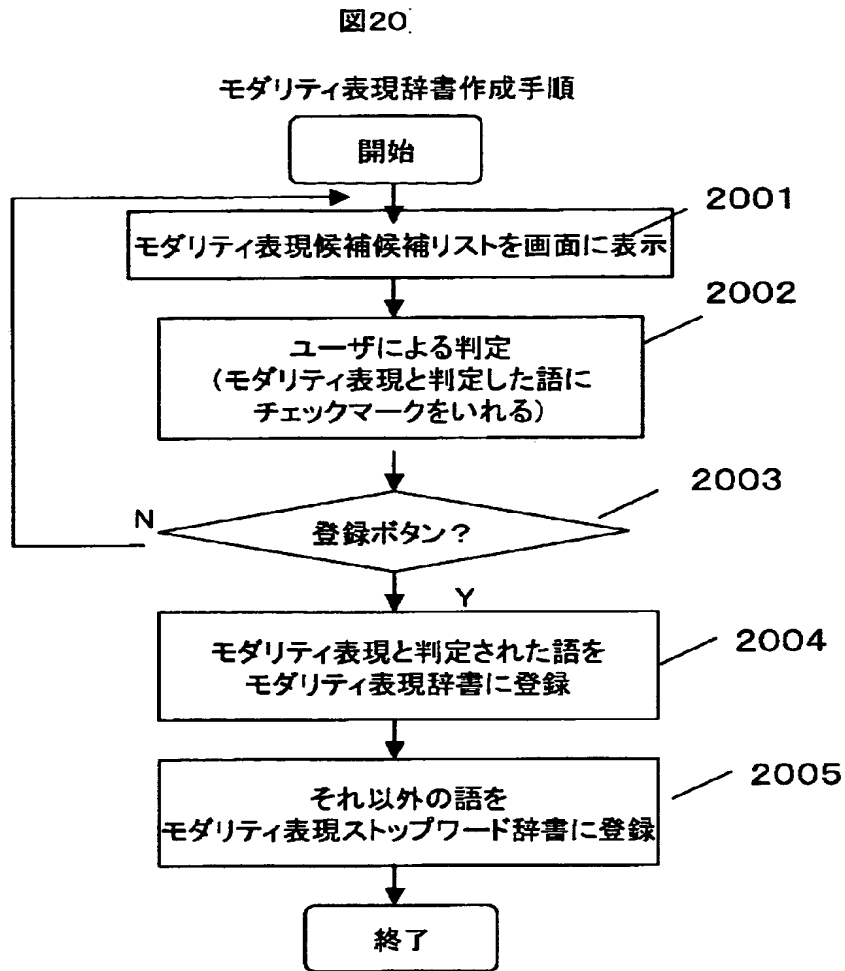 図20
モダリティ表現辞書作成手順
開始
2001
モダリティ表現候補候補リストを画面に表示
2002
ユーザによる判定
(モダリティ表現と判定した語に
チェックマークをいれる)
2003
N
登録ボタン?
Y
2004
モダリティ表現と判定された語を
モダリティ表現辞書に登録
2005
それ以外の語を
モダリティ表現ストップワード辞書に登録
終了